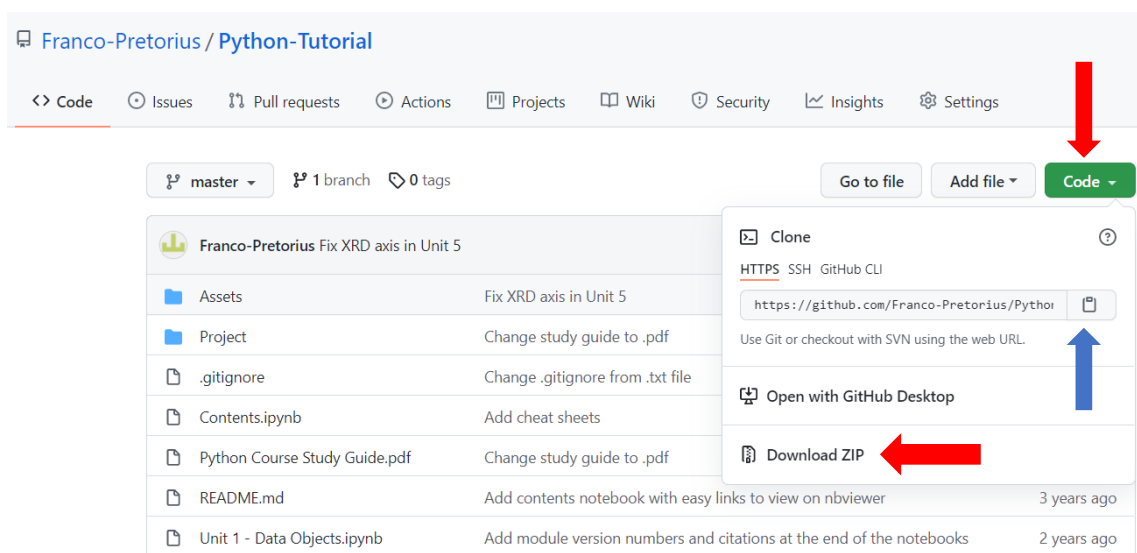 Franco-Pretorius / Python-Tutorial
<> Code Issues Pull requests Actions Projects Wiki Security Insights Settings
master 1 branch 0 tags Go to file Add file Code
Franco-Pretorius Fix XRD axis in Unit 5
Clone
HTTPS SSH GitHub CLI
Assets Fix XRD axis in Unit 5
https://github.com/Franco-Pretorius/Python
Project Change study guide to .pdf
Use Git or checkout with SVN using the web URL.
.gitignore Change .gitignore from .txt file
Open with GitHub Desktop
Contents.ipynb Add cheat sheets
Python Course Study Guide.pdf Change study guide to .pdf
Download ZIP
README.md Add contents notebook with easy links to view on nbviewer 3 years ago
Unit 1 - Data Objects.ipynb Add module version numbers and citations at the end of the notebooks 2 years ago